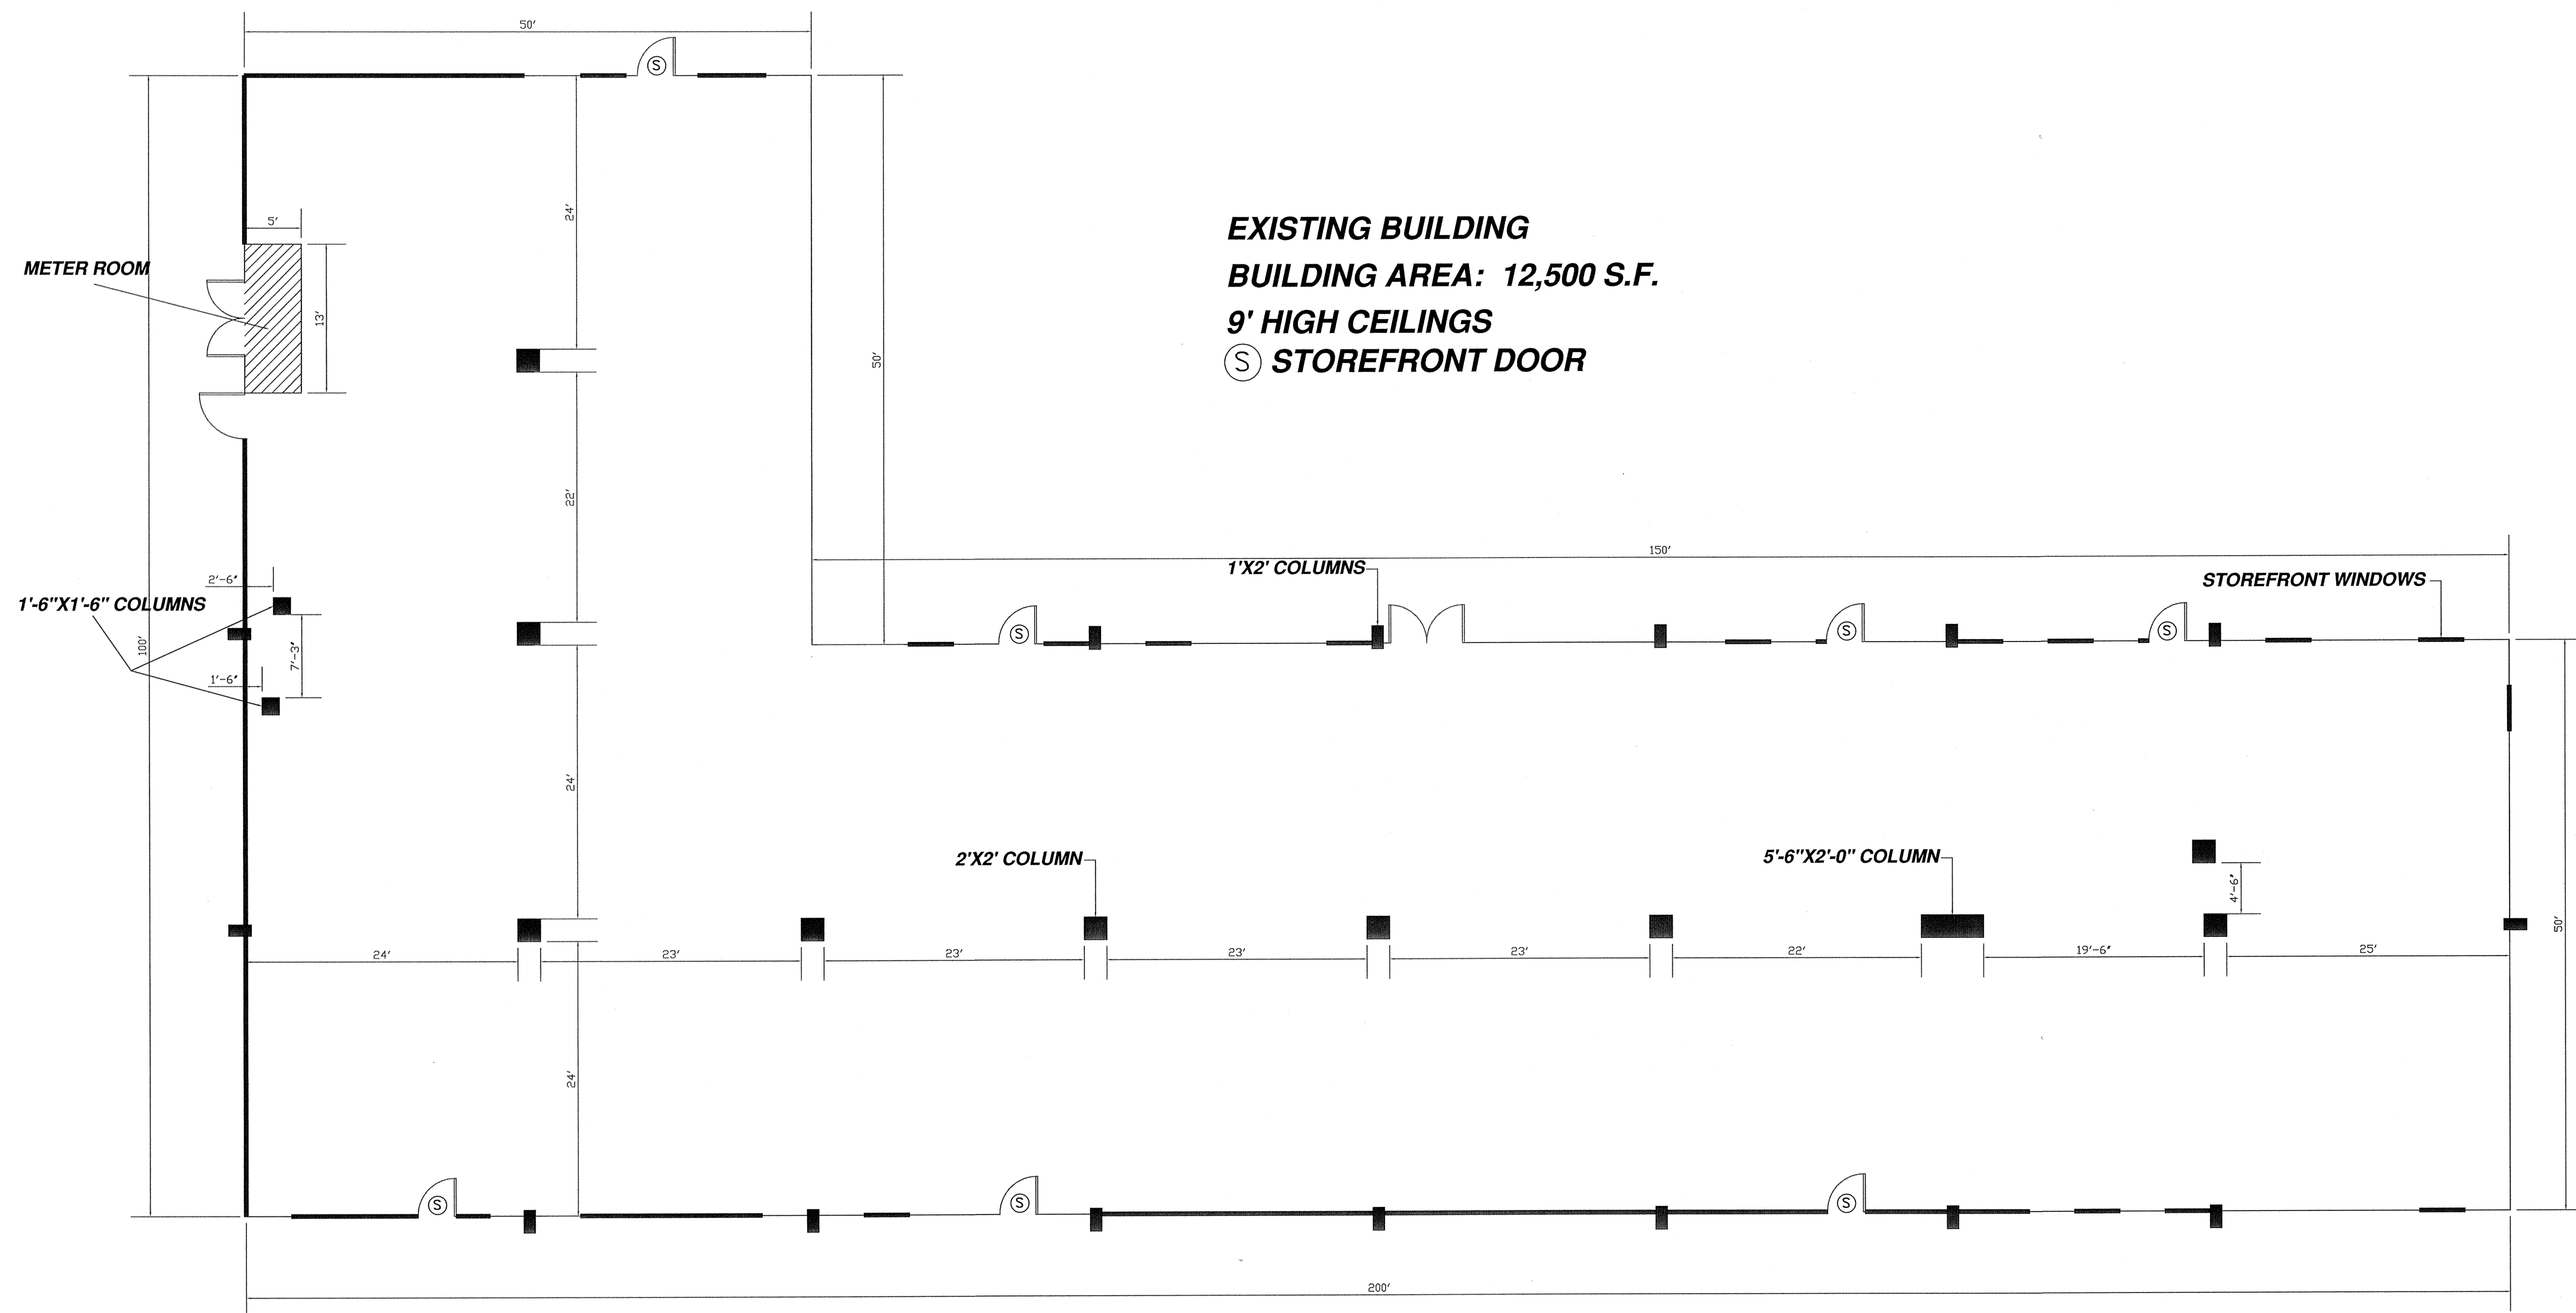 50'
S
5'
24'
METER ROOM
13'
EXISTING BUILDING
BUILDING AREA: 12,500 S.F.
9' HIGH CEILINGS
S STOREFRONT DOOR
50'
22'
150'
1'X2' COLUMNS
STOREFRONT WINDOWS
2'-6"
1'-6"X1'-6" COLUMNS
100'
7'-3"
1'-6"
S
S
S
24'
2'X2' COLUMN
5'-6"X2'-0" COLUMN
4'-6"
50'
24'
23'
23'
23'
23'
22'
19'-6"
25'
24'
S
S
S
200'